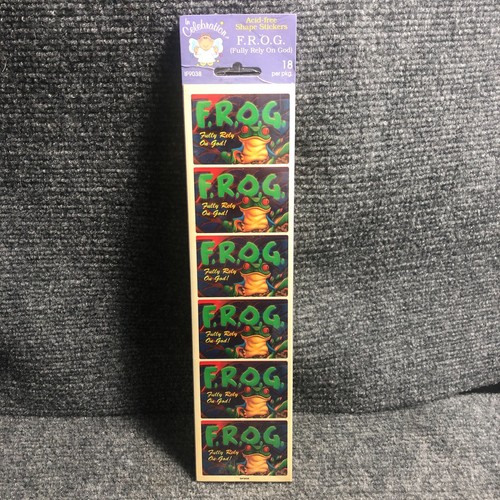 In
Celebration
Acid-free
Shape Stickers
F.R.O.G.
(Fully Rely On God)
18
per pkg.
F.R.O.G.
Fully Rely
On God!
F.R.O.G.
Fully Rely
On God!
F.R.O.G.
Fully Rely
On God!
F.R.O.G.
Fully Rely
On God!
F.R.O.G.
Fully Rely
On God!
F.R.O.G.
Fully Rely
On God!